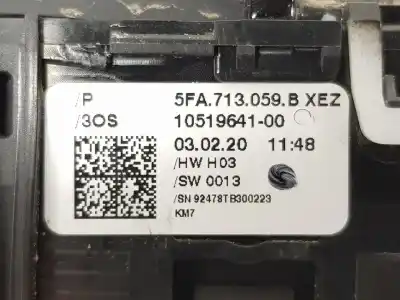 /P 5FA.713.059.B XEZ
/3OS 10519641-00
03.02.20 11:48
/HW H03
/SW 0013
/SN 92478TB300223
KM7